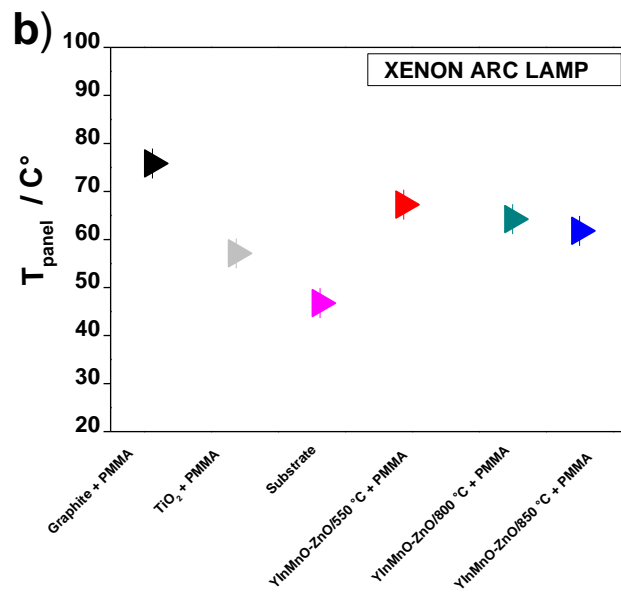 b)
XENON ARC LAMP
T_panel / C°
100
90
80
70
60
50
40
30
20
Graphite + PMMA
TiO₂ + PMMA
Substrate
YInMnO-ZnO/550 °C + PMMA
YInMnO-ZnO/800 °C + PMMA
YInMnO-ZnO/850 °C + PMMA